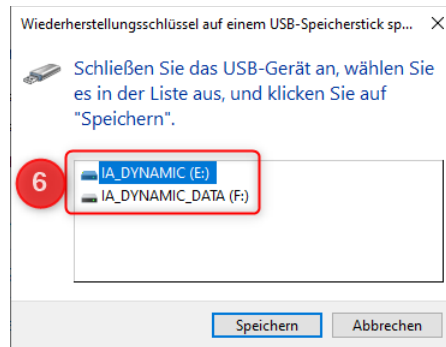 Wiederherstellungsschlüssel auf einem USB-Speicherstick sp...
Schließen Sie das USB-Gerät an, wählen Sie
es in der Liste aus, und klicken Sie auf
"Speichern".
6
IA_DYNAMIC (E:)
IA_DYNAMIC_DATA (F:)
Speichern
Abbrechen